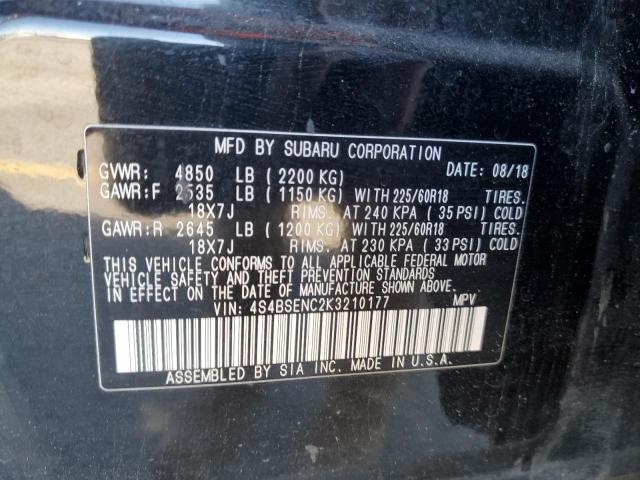 MFD BY SUBARU CORPORATION
GVWR: 4850 LB (2200 KG) DATE: 08/18
GAWR:F 2535 LB (1150 KG) WITH 225/60R18 TIRES.
18X7J RIMS. AT 240 KPA (35 PSI) COLD
GAWR:R 2645 LB (1200 KG) WITH 225/60R18 TIRES.
18X7J RIMS. AT 230 KPA (33 PSI) COLD
THIS VEHICLE CONFORMS TO ALL APPLICABLE FEDERAL MOTOR
VEHICLE SAFETY AND THEFT PREVENTION STANDARDS
IN EFFECT ON THE DATE OF MANUFACTURE SHOWN ABOVE.
VIN: 4S4BSENC2K3210177 MPV
ASSEMBLED BY SIA INC. MADE IN U.S.A.